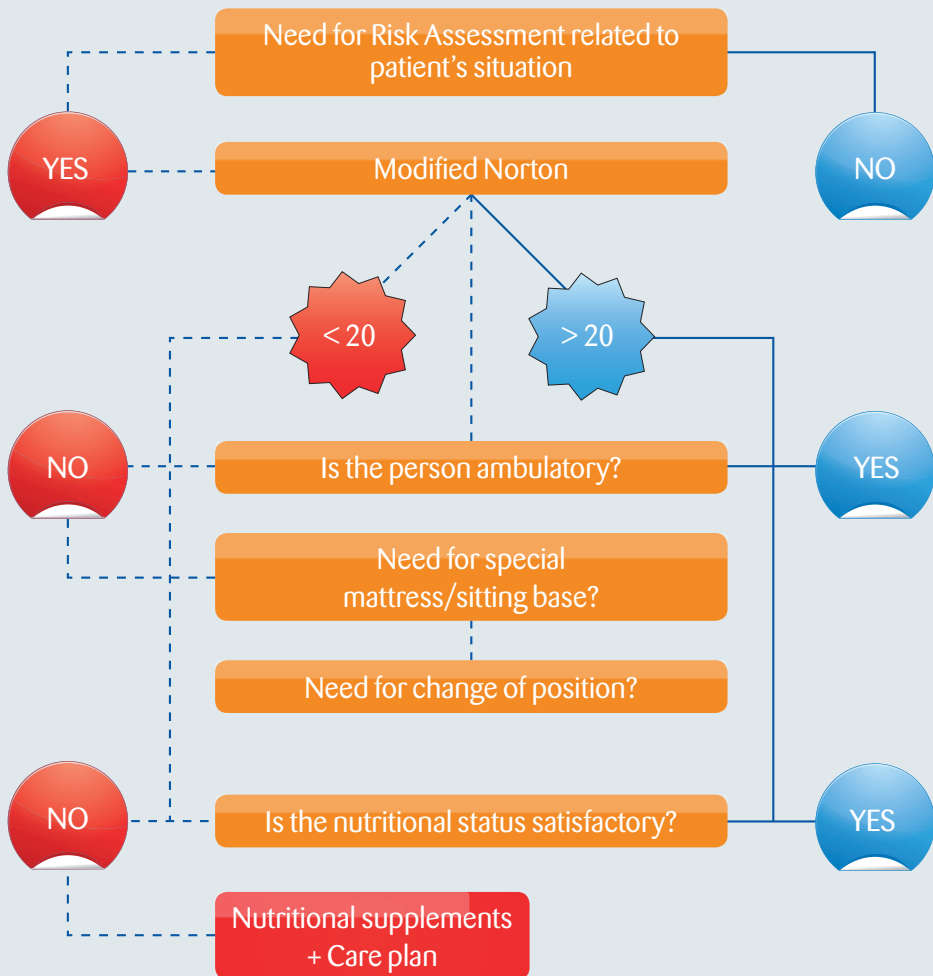 Need for Risk Assessment related to
patient's situation
YES
Modified Norton
NO
< 20
> 20
NO
Is the person ambulatory?
YES
Need for special
mattress/sitting base?
Need for change of position?
NO
Is the nutritional status satisfactory?
YES
Nutritional supplements
+ Care plan